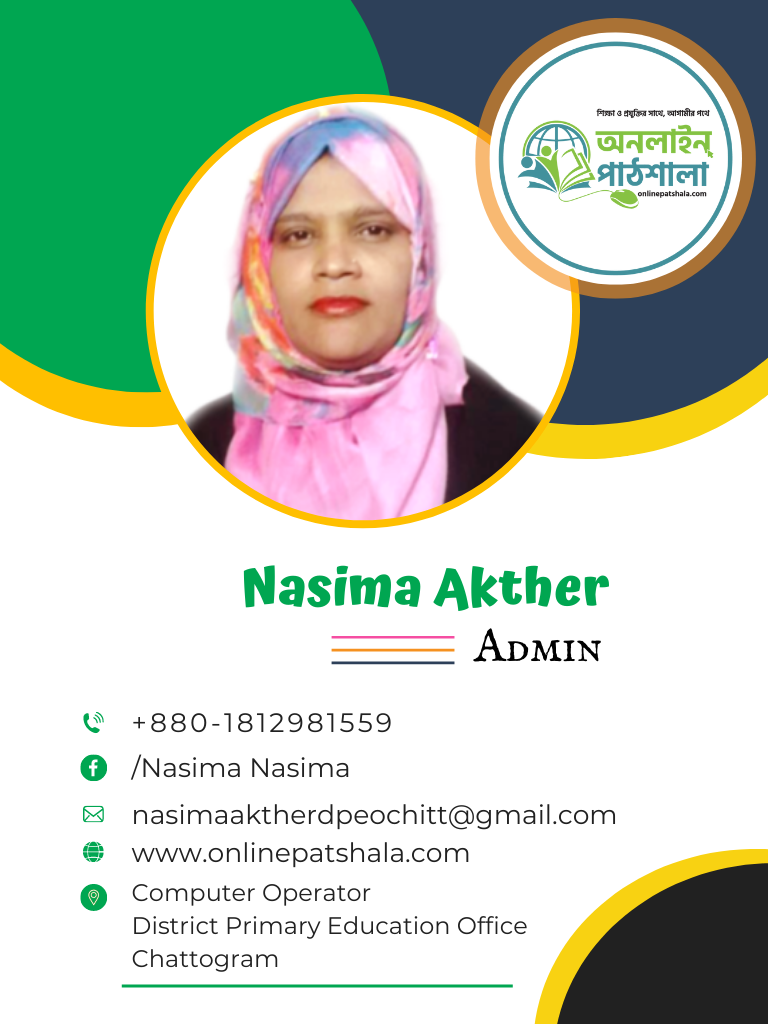 শিক্ষা ও প্রযুক্তির সাথে, আগামীর পথে
অনলাইন
পাঠশালা
onlinepatshala.com
Nasima Akther
Admin
+880-1812981559
/Nasima Nasima
nasimaaktherdpeochitt@gmail.com
www.onlinepatshala.com
Computer Operator
District Primary Education Office
Chattogram